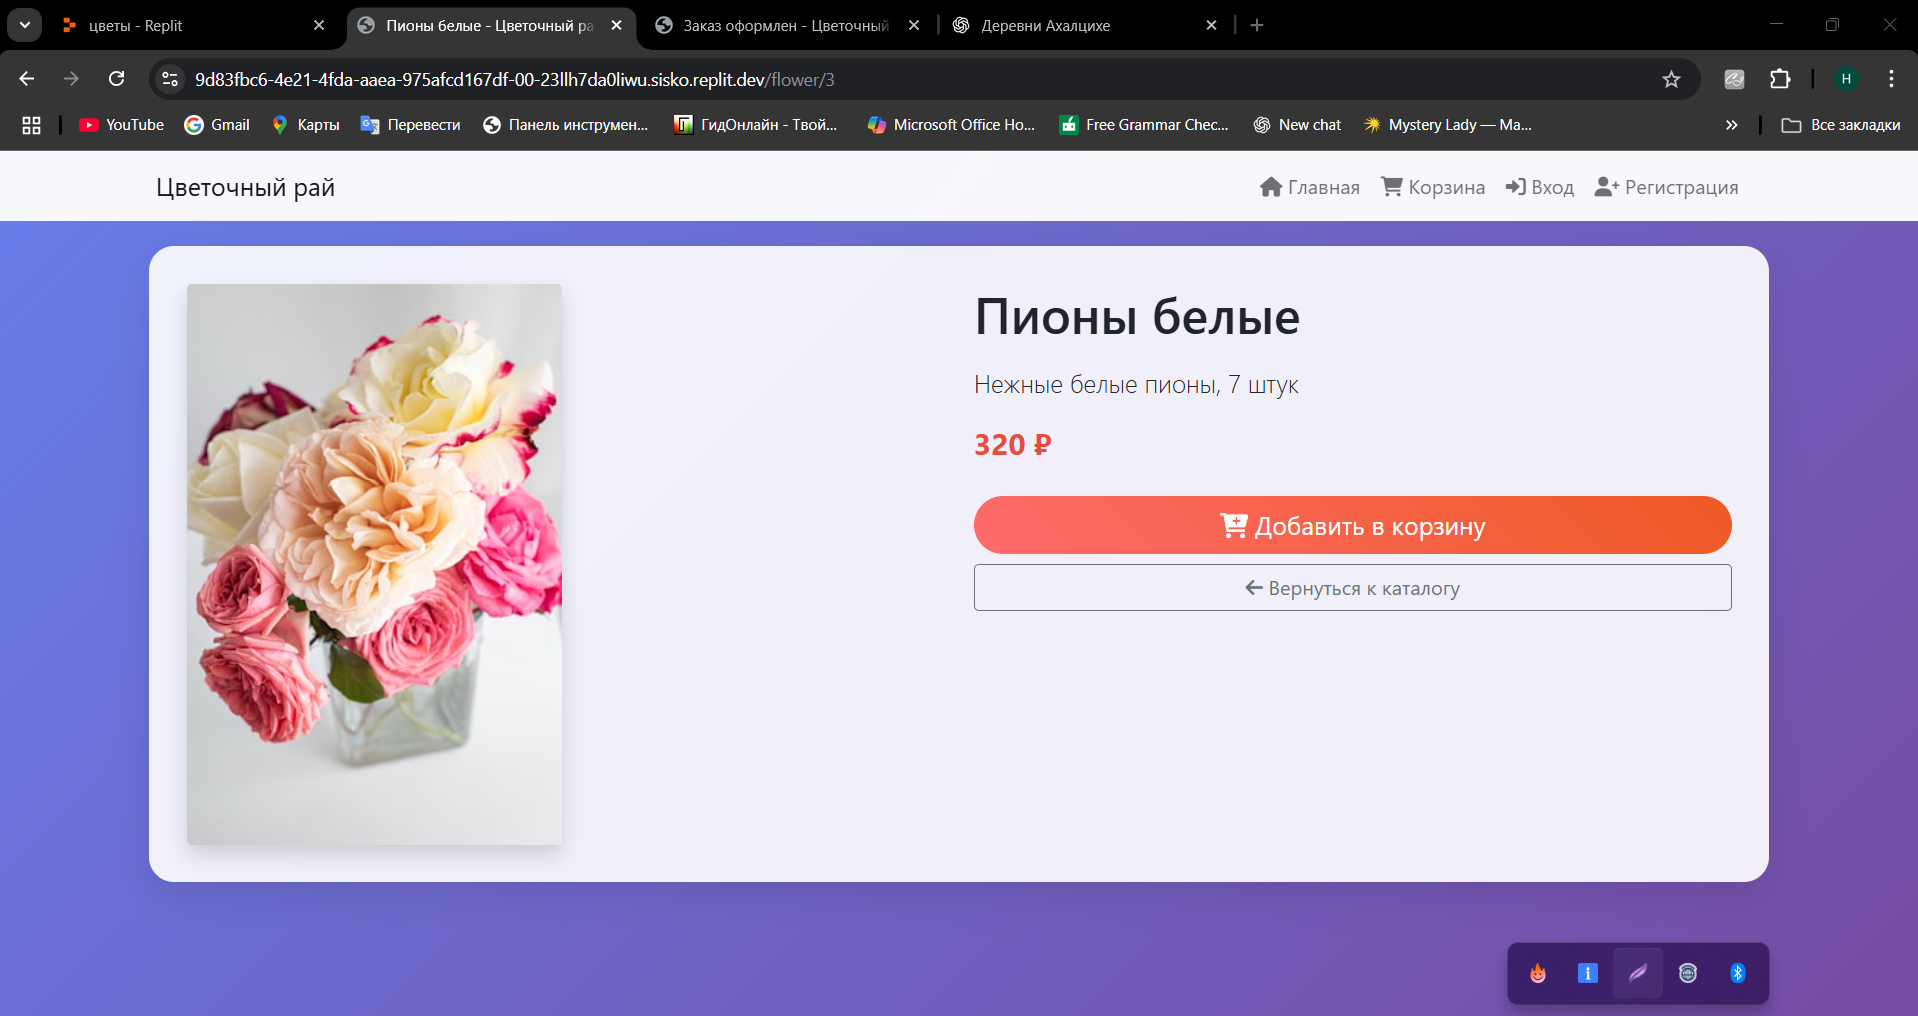 цветы - Replit
Пионы белые - Цветочный ра
Заказ оформлен - Цветочный
Деревни Ахалцихе
9d83fbc6-4e21-4fda-aaea-975afcd167df-00-23llh7da0liwu.sisko.replit.dev/flower/3
H
YouTube
Gmail
Карты
Перевести
Панель инструмен...
ГидОнлайн - Твой...
Microsoft Office Ho...
Free Grammar Chec...
New chat
Mystery Lady — Ma...
Все закладки
Цветочный рай
Главная
Корзина
Вход
Регистрация
Пионы белые
Нежные белые пионы, 7 штук
320 ₽
Добавить в корзину
Вернуться к каталогу